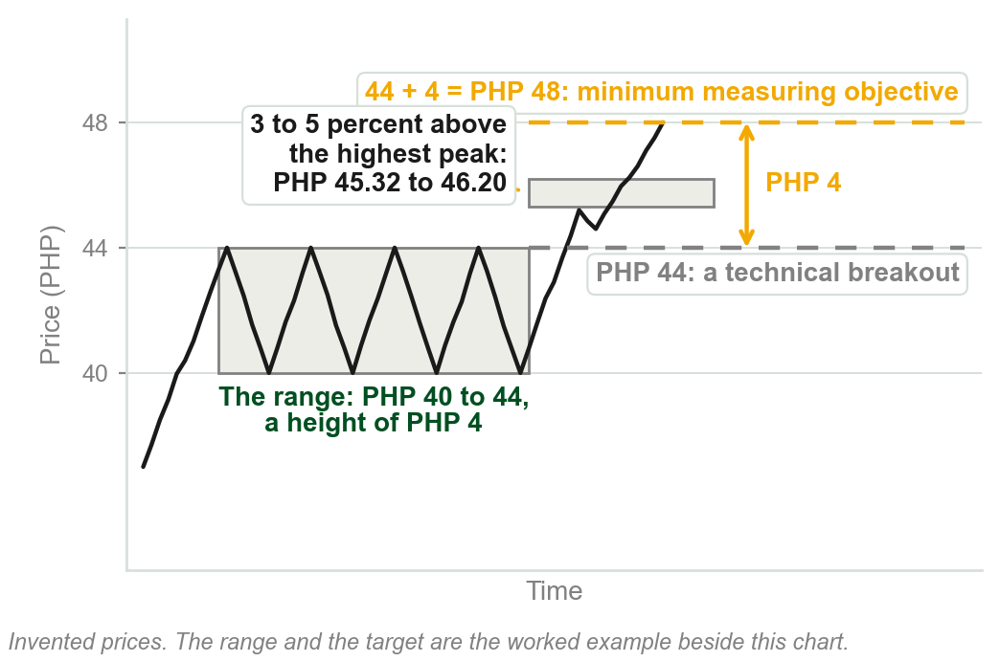 44 + 4 = PHP 48: minimum measuring objective
3 to 5 percent above
the highest peak:
PHP 45.32 to 46.20
48
PHP 4
44
PHP 44: a technical breakout
40
The range: PHP 40 to 44,
a height of PHP 4
Price (PHP)
Time
Invented prices. The range and the target are the worked example beside this chart.